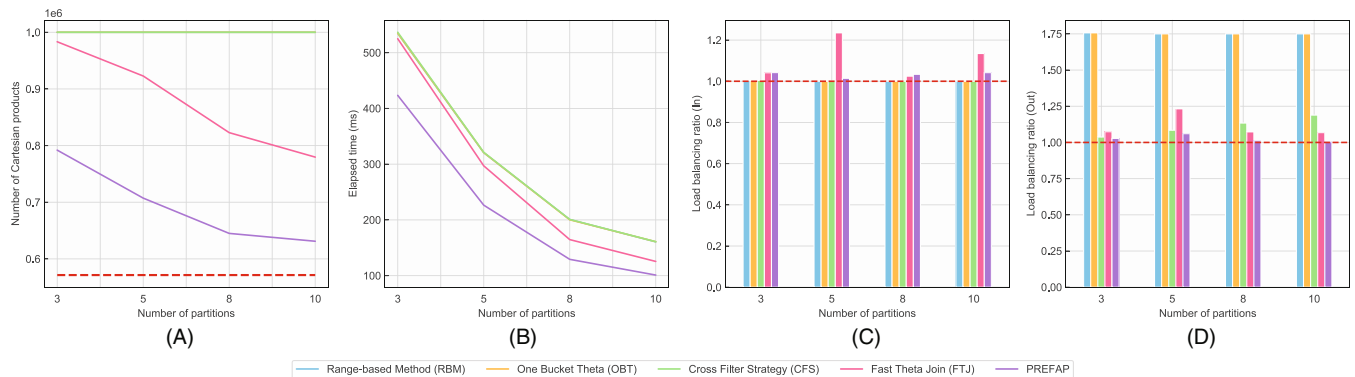 1e6
1.0
0.9
0.8
0.7
0.6
Number of Cartesian products
3 5 8 10
Number of partitions
(A)
500
400
300
200
100
Elapsed time (ms)
3 5 8 10
Number of partitions
(B)
1.2
1.0
0.8
0.6
0.4
0.2
0.0
Load balancing ratio (In)
3 5 8 10
Number of partitions
(C)
1.75
1.50
1.25
1.00
0.75
0.50
0.25
0.00
Load balancing ratio (Out)
3 5 8 10
Number of partitions
(D)
Range-based Method (RBM) One Bucket Theta (OBT) Cross Filter Strategy (CFS) Fast Theta Join (FTJ) PREFAP